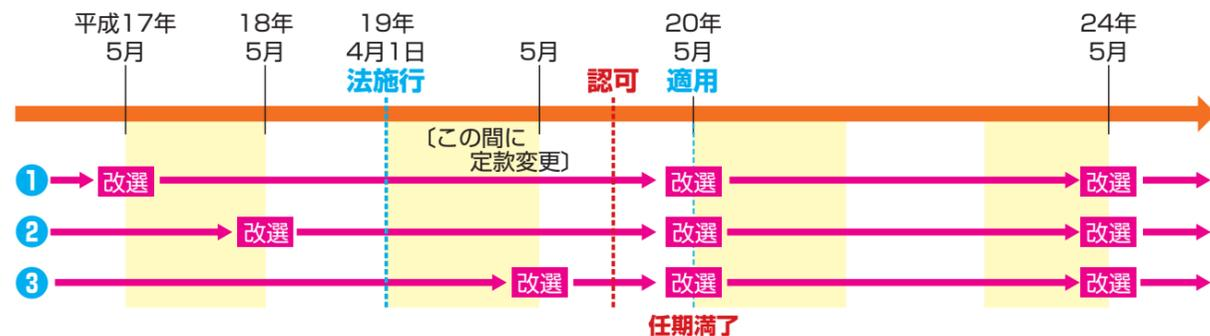 平成17年 18年 19年 20年 24年
5月 5月 4月1日 5月 5月 5月
法施行 認可 適用
〔この間に
定款変更〕
1 改選 改選 改選
2 改選 改選 改選
3 改選 改選 改選
任期満了